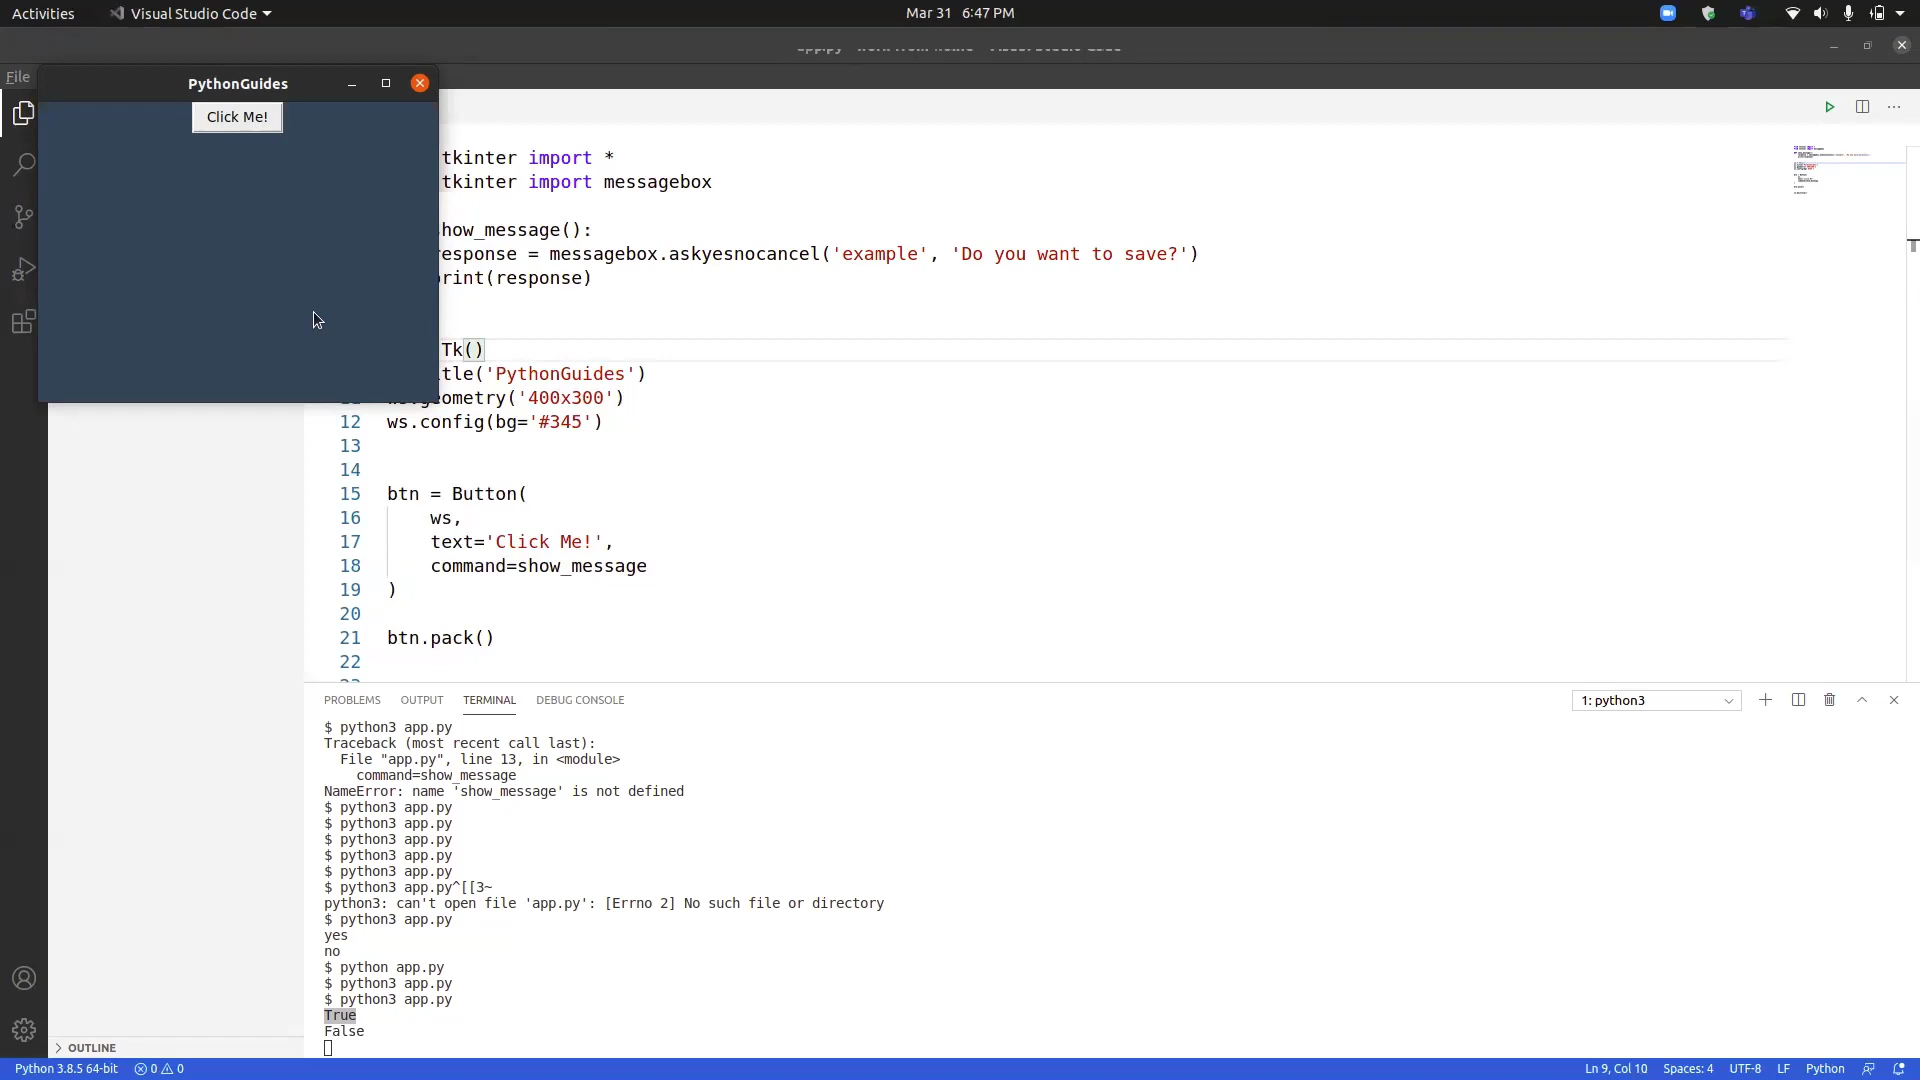 Activities
Visual Studio Code
Mar 31 6:47 PM
File
PythonGuides
Click Me!
tkinter import *
tkinter import messagebox
how_message():
response = messagebox.askyesnocancel('example', 'Do you want to save?')
rint(response)
Tk()
tle('PythonGuides')
geometry('400x300')
12 ws.config(bg='#345')
13
14
15 btn = Button(
16 ws,
17 text='Click Me!',
18 command=show_message
19 )
20
21 btn.pack()
22
PROBLEMS OUTPUT TERMINAL DEBUG CONSOLE
1: python3
$ python3 app.py
Traceback (most recent call last):
File "app.py", line 13, in <module>
command=show_message
NameError: name 'show_message' is not defined
$ python3 app.py
$ python3 app.py
$ python3 app.py
$ python3 app.py
$ python3 app.py
$ python3 app.py^[[3~
python3: can't open file 'app.py': [Errno 2] No such file or directory
$ python3 app.py
yes
no
$ python app.py
$ python3 app.py
$ python3 app.py
True
False
OUTLINE
Python 3.8.5 64-bit 0 0
Ln 9, Col 10 Spaces: 4 UTF-8 LF Python